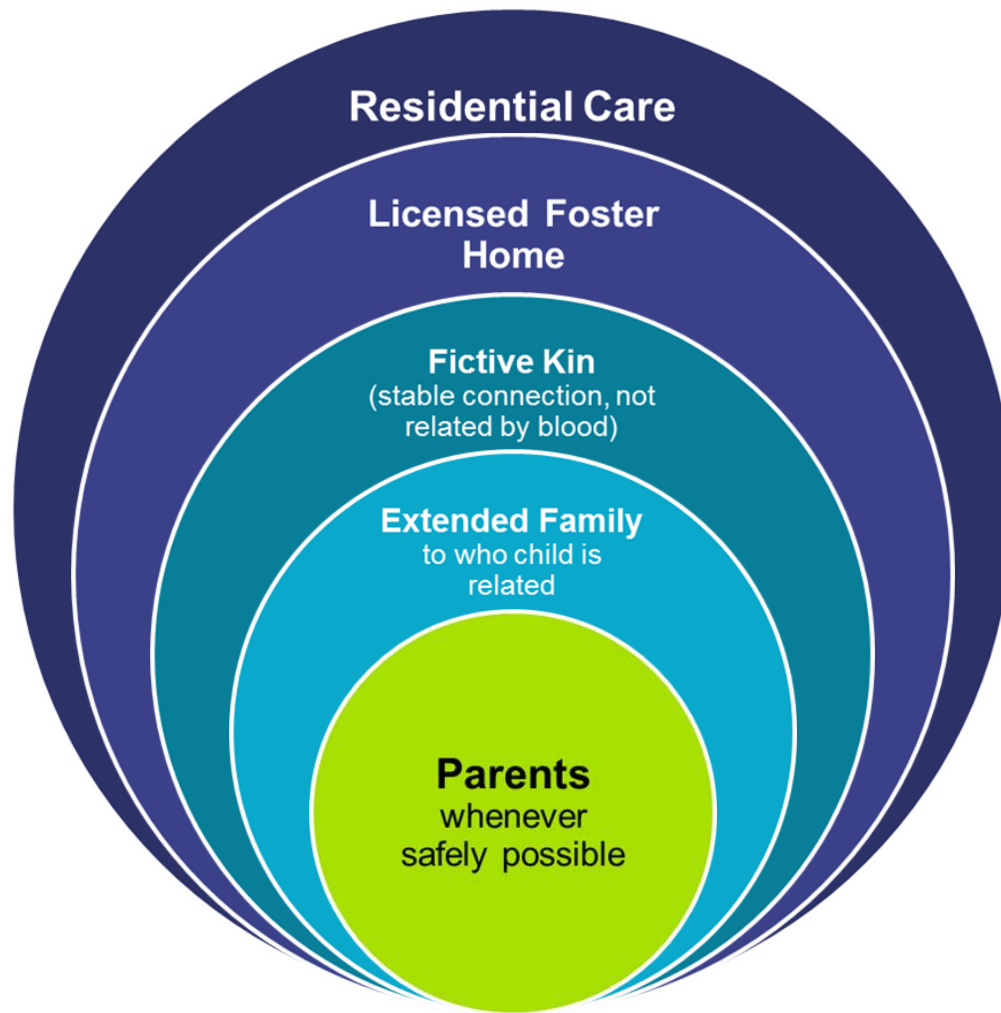 Residential Care
Licensed Foster
Home
Fictive Kin
(stable connection, not
related by blood)
Extended Family
to who child is
related
Parents
whenever
safely possible